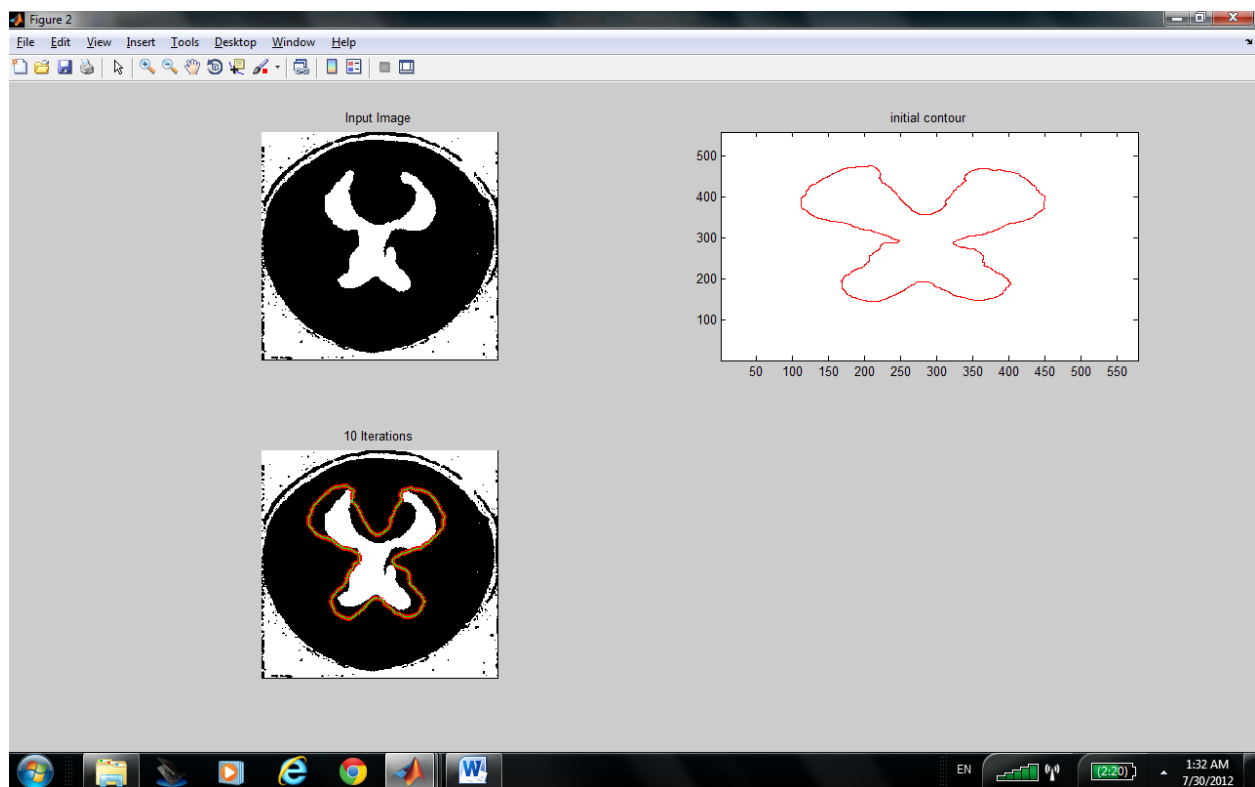 Figure 2
File Edit View Insert Tools Desktop Window Help
Input Image
initial contour
500
400
300
200
100
50 100 150 200 250 300 350 400 450 500 550
10 Iterations
W
EN (2:20) 1:32 AM
7/30/2012